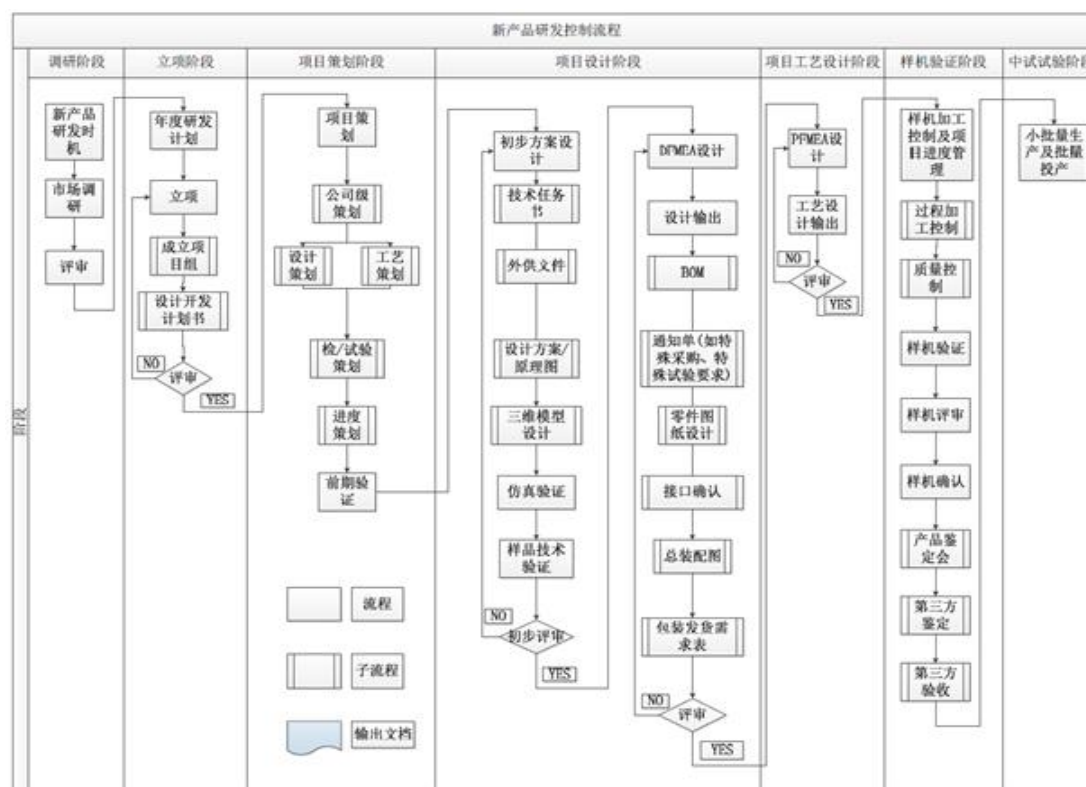 新产品研发控制流程
阶段
调研阶段
立项阶段
项目策划阶段
项目设计阶段
项目工艺设计阶段
样机验证阶段
中试试验阶段
新产品
研发时
机
市场调
研
评审
年度研发
计划
立项
成立项
目组
设计开发
计划书
NO
评审
YES
项目策
划
公司级
策划
设计
策划
工艺
策划
检/试验
策划
进度
策划
前期验
证
流程
子流程
输出文档
初步方案设
计
技术任务
书
外供文件
设计方案/
原理图
三维模型
设计
仿真验证
样品技术
验证
NO
初步评审
YES
DFMEA设计
设计输出
BOM
通知单(如特
殊采购、特
殊试验要求)
零件图
纸设计
接口确认
总装配图
包装发货需
求表
NO
评审
YES
PFMEA设
计
工艺设
计输出
NO
评审
YES
样机加工
控制及项
目进度管
理
过程加
工控制
质量控
制
样机验证
样机评审
样机确认
产品鉴
定会
第三方
鉴定
第三方
验收
小批量生
产及批量
投产